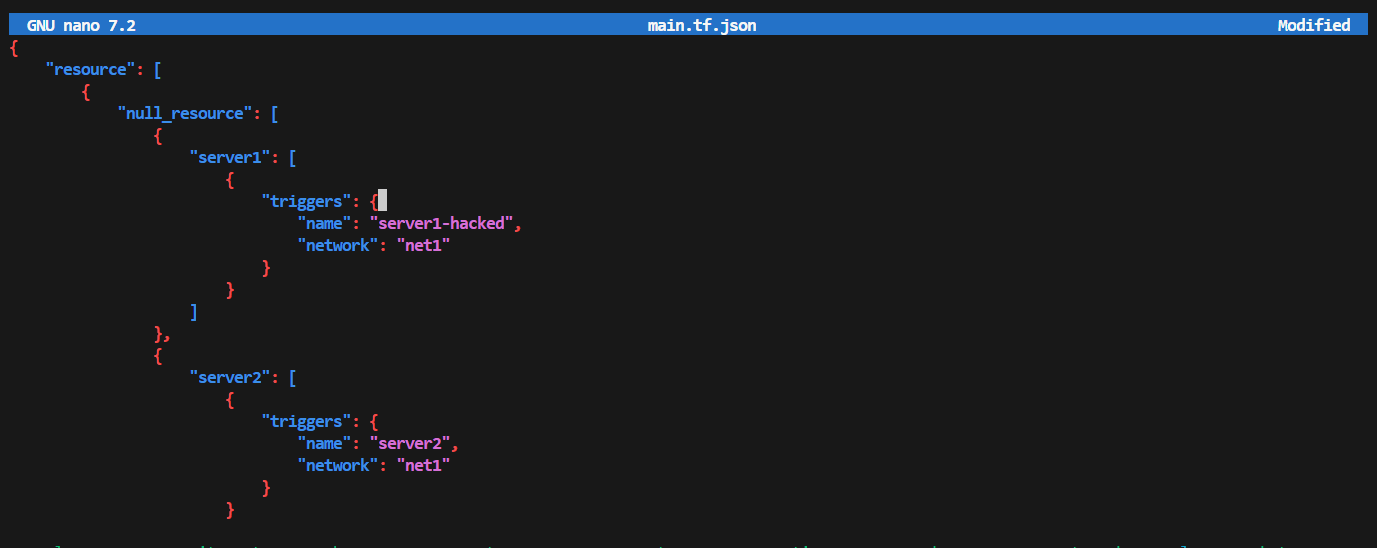 GNU nano 7.2 main.tf.json Modified
{
    "resource": [
        {
            "null_resource": [
                {
                    "server1": [
                        {
                            "triggers": {
                                "name": "server1-hacked",
                                "network": "net1"
                            }
                        }
                    ]
                },
                {
                    "server2": [
                        {
                            "triggers": {
                                "name": "server2",
                                "network": "net1"
                            }
                        }